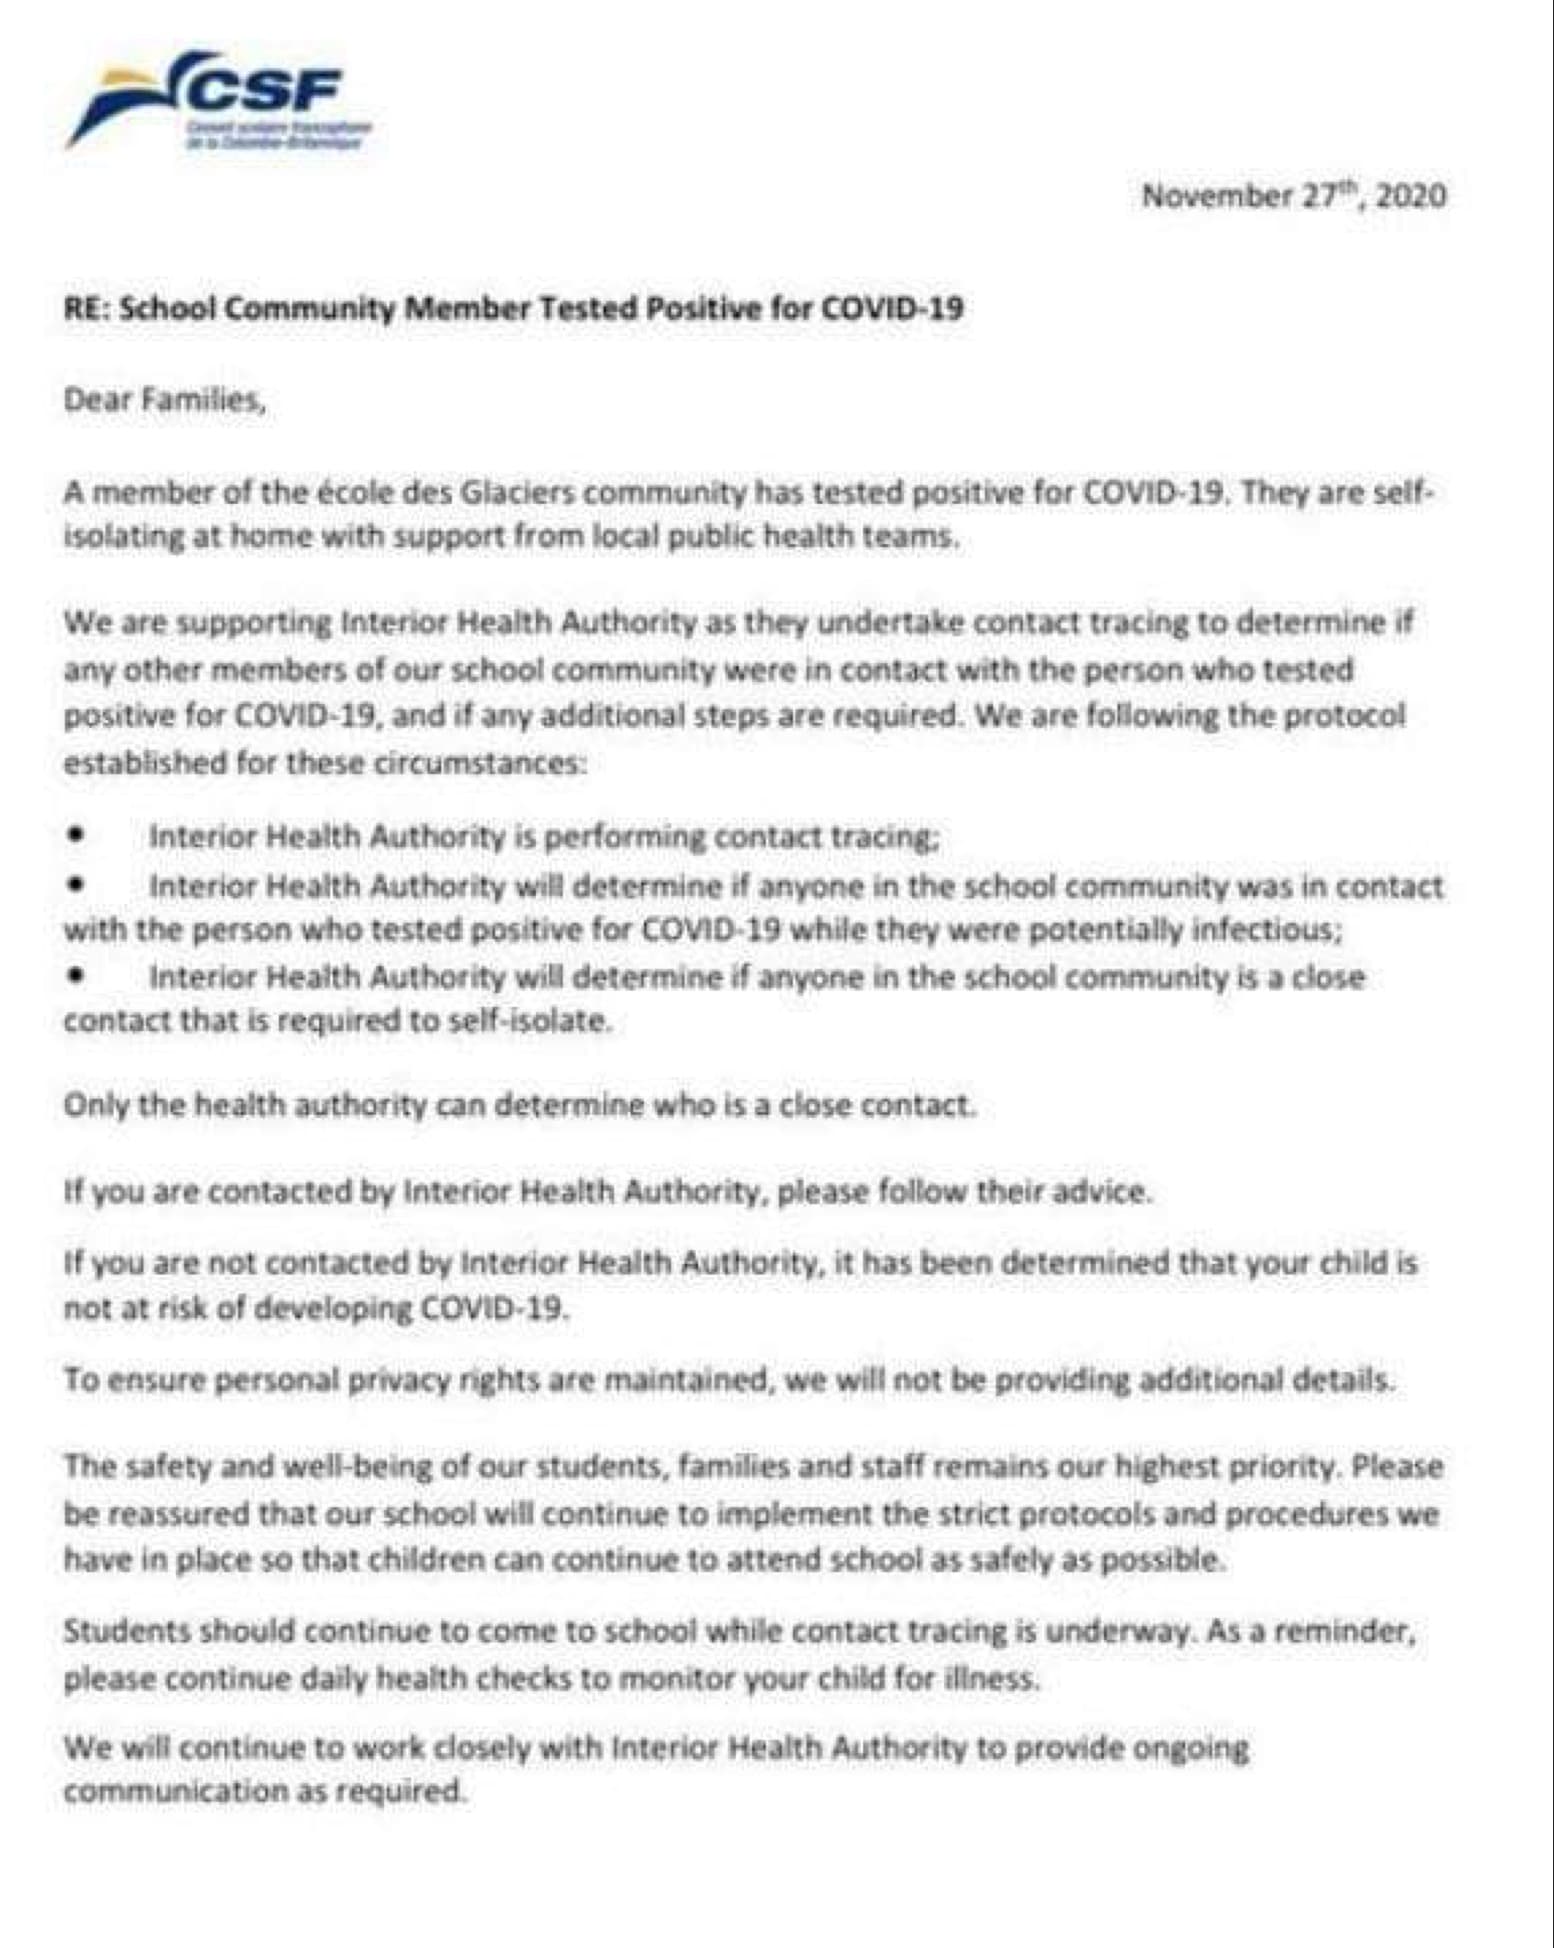 CSF
Conseil scolaire francophone
de la Colombie-Britannique
November 27th, 2020
RE: School Community Member Tested Positive for COVID-19
Dear Families,
A member of the école des Glaciers community has tested positive for COVID-19. They are self-
isolating at home with support from local public health teams.
We are supporting Interior Health Authority as they undertake contact tracing to determine if
any other members of our school community were in contact with the person who tested
positive for COVID-19, and if any additional steps are required. We are following the protocol
established for these circumstances:
• Interior Health Authority is performing contact tracing;
• Interior Health Authority will determine if anyone in the school community was in contact
with the person who tested positive for COVID-19 while they were potentially infectious;
• Interior Health Authority will determine if anyone in the school community is a close
contact that is required to self-isolate.
Only the health authority can determine who is a close contact.
If you are contacted by Interior Health Authority, please follow their advice.
If you are not contacted by Interior Health Authority, it has been determined that your child is
not at risk of developing COVID-19.
To ensure personal privacy rights are maintained, we will not be providing additional details.
The safety and well-being of our students, families and staff remains our highest priority. Please
be reassured that our school will continue to implement the strict protocols and procedures we
have in place so that children can continue to attend school as safely as possible.
Students should continue to come to school while contact tracing is underway. As a reminder,
please continue daily health checks to monitor your child for illness.
We will continue to work closely with Interior Health Authority to provide ongoing
communication as required.